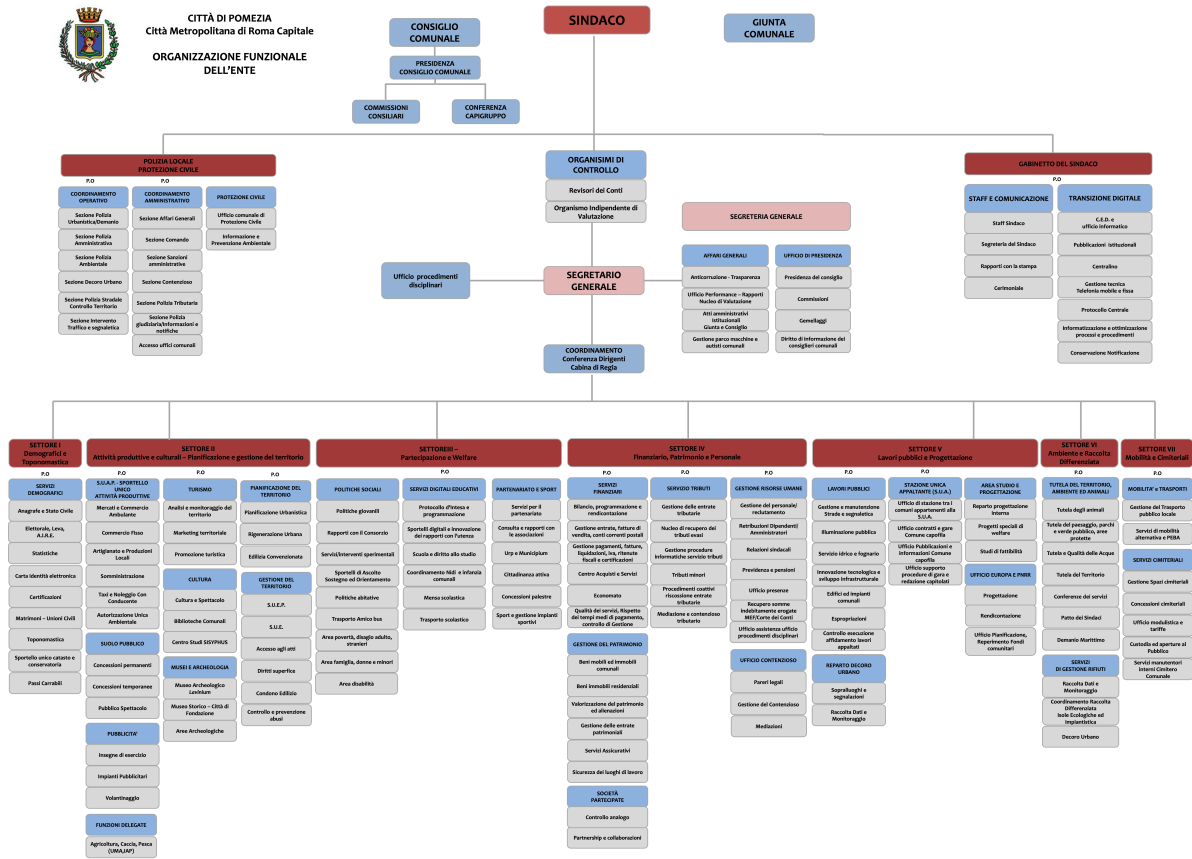 CITTÀ DI POMEZIA
Città Metropolitana di Roma Capitale
ORGANIZZAZIONE FUNZIONALE
DELL'ENTE
CONSIGLIO
COMUNALE
SINDACO
GIUNTA
COMUNALE
PRESIDENZA
CONSIGLIO COMUNALE
COMMISSIONI
CONSILIARI
CONFERENZA
CAPIGRUPPO
POLIZIA LOCALE
PROTEZIONE CIVILE
P.O
P.O
COORDINAMENTO
OPERATIVO
Sezione Polizia
Urbanistica/Demanio
Sezione Polizia
Amministrativa
Sezione Polizia
Ambientale
Sezione Decoro Urbano
Sezione Polizia Stradale
Controllo Territorio
Sezione Intervento
Traffico e segnaletica
COORDINAMENTO
AMMINISTRATIVO
Sezione Affari Generali
Sezione Comando
Sezione Sanzioni
amministrative
Sezione Contenzioso
Sezione Polizia Tributaria
Sezione Polizia
giudiziaria/Informazioni e
notifiche
Accesso uffici comunali
PROTEZIONE CIVILE
Ufficio comunale di
Protezione Civile
Informazione e
Prevenzione Ambientale
ORGANISIMI DI
CONTROLLO
Revisori dei Conti
Organismo Indipendente di
Valutazione
SEGRETERIA GENERALE
AFFARI GENERALI
Anticorruzione - Trasparenza
Ufficio Performance – Rapporti
Nucleo di Valutazione
Atti amministrativi
Istituzionali
Giunta e Consiglio
Gestione parco macchine e
autisti comunali
UFFICIO DI PRESIDENZA
Presidenza del consiglio
Commissioni
Gemellaggi
Diritto di informazione dei
consiglieri comunali
Ufficio procedimenti
disciplinari
SEGRETARIO
GENERALE
COORDINAMENTO
Conferenza Dirigenti
Cabina di Regia
GABINETTO DEL SINDACO
P.O
STAFF E COMUNICAZIONE
Staff Sindaco
Segreteria del Sindaco
Rapporti con la stampa
Cerimoniale
TRANSIZIONE DIGITALE
C.E.D. e
ufficio informatico
Pubblicazioni istituzionali
Centralino
Gestione tecnica
Telefonia mobile e fissa
Protocollo Centrale
Informatizzazione e ottimizzazione
processi e procedimenti
Conservazione Notificazione
SETTORE I
Demografici e
Toponomastica
P.O
SERVIZI
DEMOGRAFICI
Anagrafe e Stato Civile
Elettorale, Leva,
A.I.R.E.
Statistiche
Carta identità elettronica
Certificazioni
Matrimoni – Unioni Civili
Toponomastica
Sportello unico catasto e
conservatoria
Passi Carrabili
SETTORE II
Attività produttive e culturali – Planificazione e gestione del territorio
P.O
P.O
P.O
S.U.A.P. - SPORTELLO
UNICO
ATTIVITÀ PRODUTTIVE
Mercati e Commercio
Ambulante
Commercio Fisso
Artigianato e Produzioni
Locali
Somministrazione
Taxi e Noleggio Con
Conducente
Autorizzazione Unica
Ambientale
SUOLO PUBBLICO
Concessioni permanenti
Concessioni temporanee
Pubblico Spettacolo
PUBBLICITA'
Insegne di esercizio
Impianti Pubblicitari
Volantinaggio
FUNZIONI DELEGATE
Agricoltura, Caccia, Pesca
(UMA,IAP)
TURISMO
Analisi e monitoraggio del
territorio
Marketing territoriale
Promozione turistica
CULTURA
Cultura e Spettacolo
Biblioteche Comunali
Centro Studi SISYPHUS
MUSEI E ARCHEOLOGIA
Museo Archeologico
Lavinium
Museo Storico – Città di
Fondazione
Aree Archeologiche
PIANIFICAZIONE DEL
TERRITORIO
Planificazione Urbanistica
Rigenerazione Urbana
Edilizia Convenzionata
GESTIONE DEL
TERRITORIO
S.U.E.P.
S.U.E.
Accesso agli atti
Diritti superfice
Condono Edilizio
Controllo e prevenzione
abusi
SETTOREIII –
Partecipazione e Welfare
P.O
POLITICHE SOCIALI
Politiche giovanili
Rapporti con il Consorzio
Servizi/Interventi sperimentali
Sportelli di Ascolto
Sostegno ed Orientamento
Politiche abitative
Trasporto Amico bus
Area povertà, disagio adulto,
stranieri
Area famiglia, donne e minori
Area disabilità
SERVIZI DIGITALI EDUCATIVI
Protocollo d'intesa e
programmazione
Sportelli digitali e innovazione
dei rapporti con l'utenza
Scuola e diritto allo studio
Coordinamento Nidi e infanzia
comunali
Mensa scolastica
Trasporto scolastico
PARTENARIATO E SPORT
Servizi per il
partenariato
Consulta e rapporti con
le associazioni
Urp e Municipium
Cittadinanza attiva
Concessioni palestre
Sport e gestione impianti
sportivi
SETTORE IV
Finanziario, Patrimonio e Personale
P.O
P.O
P.O
SERVIZI
FINANZIARI
Bilancio, programmazione e
rendicontazione
Gestione entrate, fatture di
vendita, conti correnti postali
Gestione pagamenti, fatture,
liquidazioni, iva, ritenute
fiscali e certificazioni
Centro Acquisti e Servizi
Economato
Qualità dei servizi, Rispetto
dei tempi medi di pagamento,
controllo di Gestione
GESTIONE DEL PATRIMONIO
Beni mobili ed immobili
comunali
Beni immobili residenziali
Valorizzazione del patrimonio
ed alienazioni
Gestione delle entrate
patrimoniali
Servizi Assicurativi
Sicurezza dei luoghi di lavoro
SOCIETÀ
PARTECIPATE
Controllo analogo
Partnership e collaborazioni
SERVIZIO TRIBUTI
Gestione delle entrate
tributarie
Nucleo di recupero dei
tributi evasi
Gestione procedure
informatiche servizio tributi
Tributi minori
Procedimenti coattivi
riscossione entrate
tributarie
Mediazione e contenzioso
tributario
GESTIONE RISORSE UMANE
Gestione del personale/
reclutamento
Retribuzioni Dipendenti/
Amministratori
Relazioni sindacali
Previdenza e pensioni
Ufficio presenze
Recupero somme
indebitamente erogate
MEF/Corte dei Conti
Ufficio assistenza ufficio
procedimenti disciplinari
UFFICIO CONTENZIOSO
Pareri legali
Gestione del Contenzioso
Mediazioni
SETTORE V
Lavori pubblici e Progettazione
P.O
P.O
P.O
LAVORI PUBBLICI
Gestione e manutenzione
Strade e segnaletica
Illuminazione pubblica
Servizio idrico e fognario
Innovazione tecnologica e
sviluppo infrastrutturale
Edifici ed Impianti
comunali
Espropriazioni
Controllo esecuzione
affidamento lavori
appaltati
REPARTO DECORO
URBANO
Sopralluoghi e
segnalazioni
Raccolta Dati e
Monitoraggio
STAZIONE UNICA
APPALTANTE (S.U.A.)
Ufficio di stazione tra i
comuni appartenenti alla
S.U.A.
Ufficio contratti e gare
Comune capofila
Ufficio Pubblicazioni e
Informazioni Comune
capofila
Ufficio supporto
procedure di gara e
redazione capitolati
AREA STUDIO E
PROGETTAZIONE
Reparto progettazione
Interna
Progetti speciali di
welfare
Studi di fattibilità
UFFICIO EUROPA E PNRR
Progettazione
Rendicontazione
Ufficio Planificazione,
Reperimento Fondi
comunitari
SETTORE VI
Ambiente e Raccolta
Differenziata
P.O
TUTELA DEL TERRITORIO,
AMBIENTE ED ANIMALI
Tutela degli animali
Tutela del paesaggio, parchi
e verde pubblico, aree
protette
Tutela e Qualità delle Acque
Tutela del Territorio
Conferenze dei servizi
Patto dei Sindaci
Demanio Marittimo
SERVIZI
DI GESTIONE RIFIUTI
Raccolta Dati e
Monitoraggio
Coordinamento Raccolta
Differenziata
Isole Ecologiche ed
Impiantistica
Decoro Urbano
SETTORE VII
Mobilità e Cimiteriali
P.O
MOBILITA' e TRASPORTI
Gestione del Trasporto
pubblico locale
Servizi di mobilità
alternativa e PEBA
SERVIZI CIMITERIALI
Gestione Spazi cimiteriali
Concessioni cimiteriali
Ufficio modulistica e
tariffe
Custodia ed aperture al
Pubblico
Servizi manutentori
Interni Cimitero
Comunale